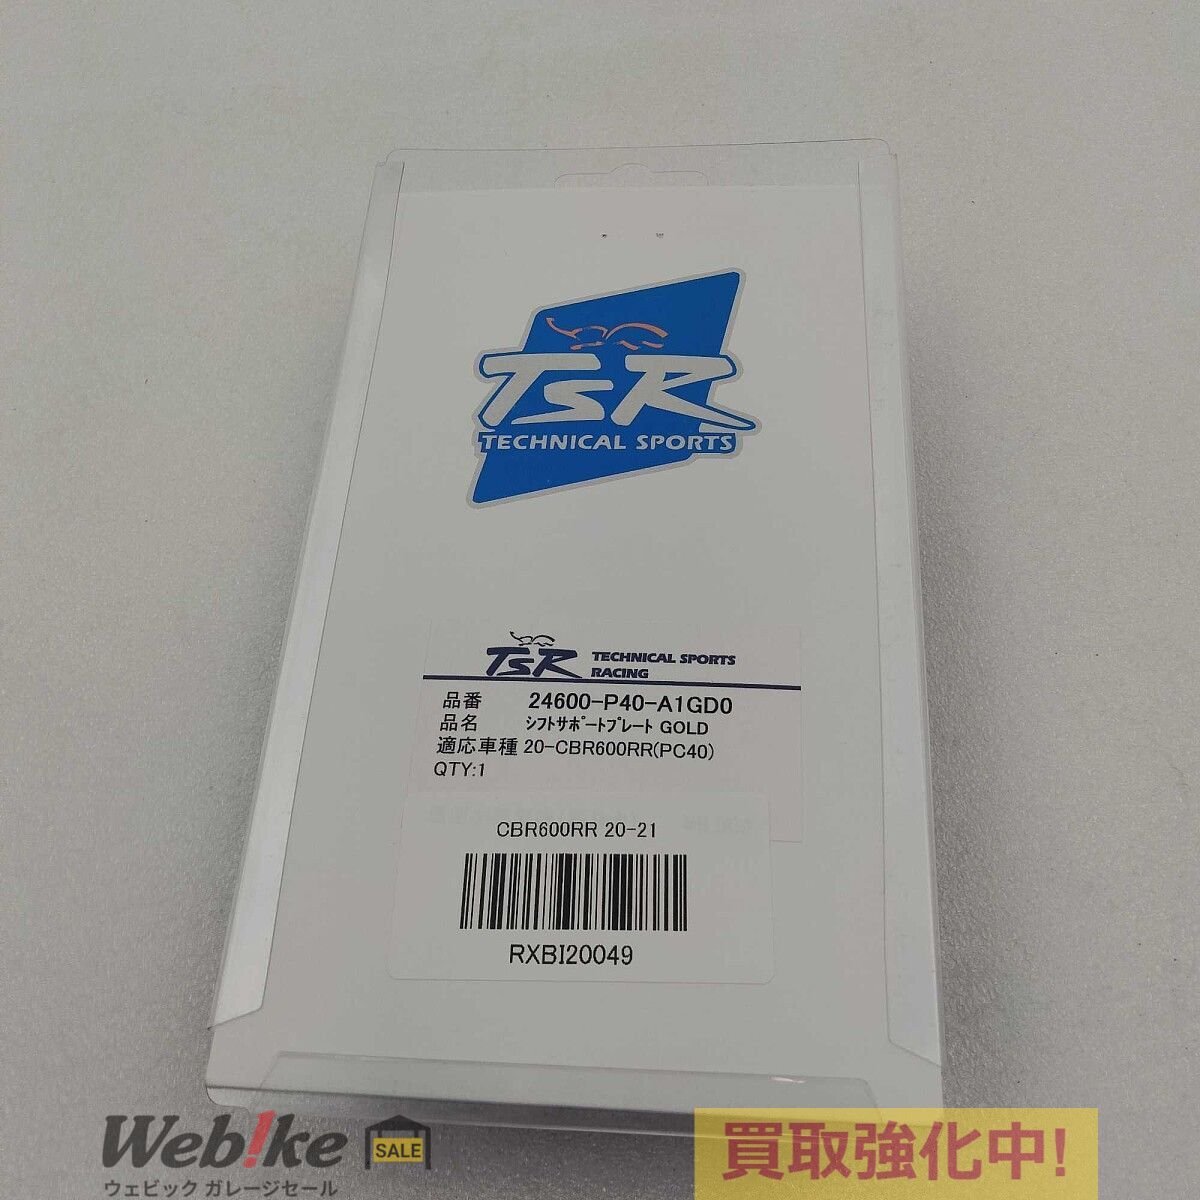 TSR
TECHNICAL SPORTS
TSR TECHNICAL SPORTS
RACING
品番 24600-P40-A1GD0
品名 ｼﾌﾄｻﾎﾟｰﾄﾌﾟﾚｰﾄ GOLD
適応車種 20-CBR600RR(PC40)
QTY:1
CBR600RR 20-21
RXBI20049
Web!ke SALE
ウェビック ガレージセール
買取強化中!